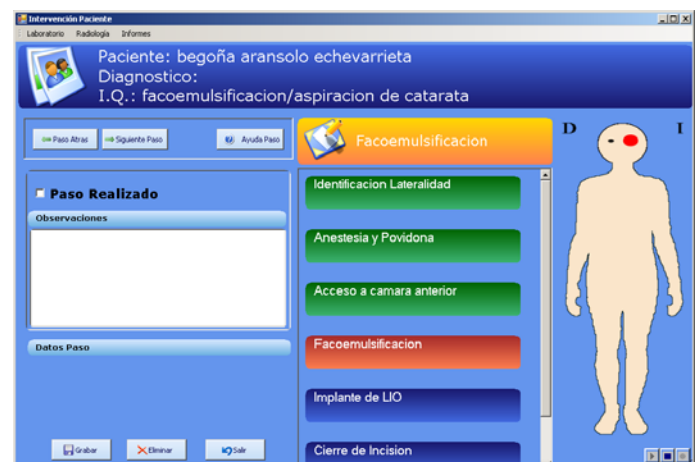 Intervención Paciente
Laboratorio Radiología Informes
Paciente: begoña aransolo echevarrieta
Diagnostico:
I.Q.: facoemulsificacion/aspiracion de catarata
Paso Atras Siguiente Paso Ayuda Paso
Facoemulsificacion
D I
Paso Realizado
Observaciones
Datos Paso
Grabar Eliminar Salir
Identificacion Lateralidad
Anestesia y Povidona
Acceso a camara anterior
Facoemulsificacion
Implante de LIO
Cierre de Incision